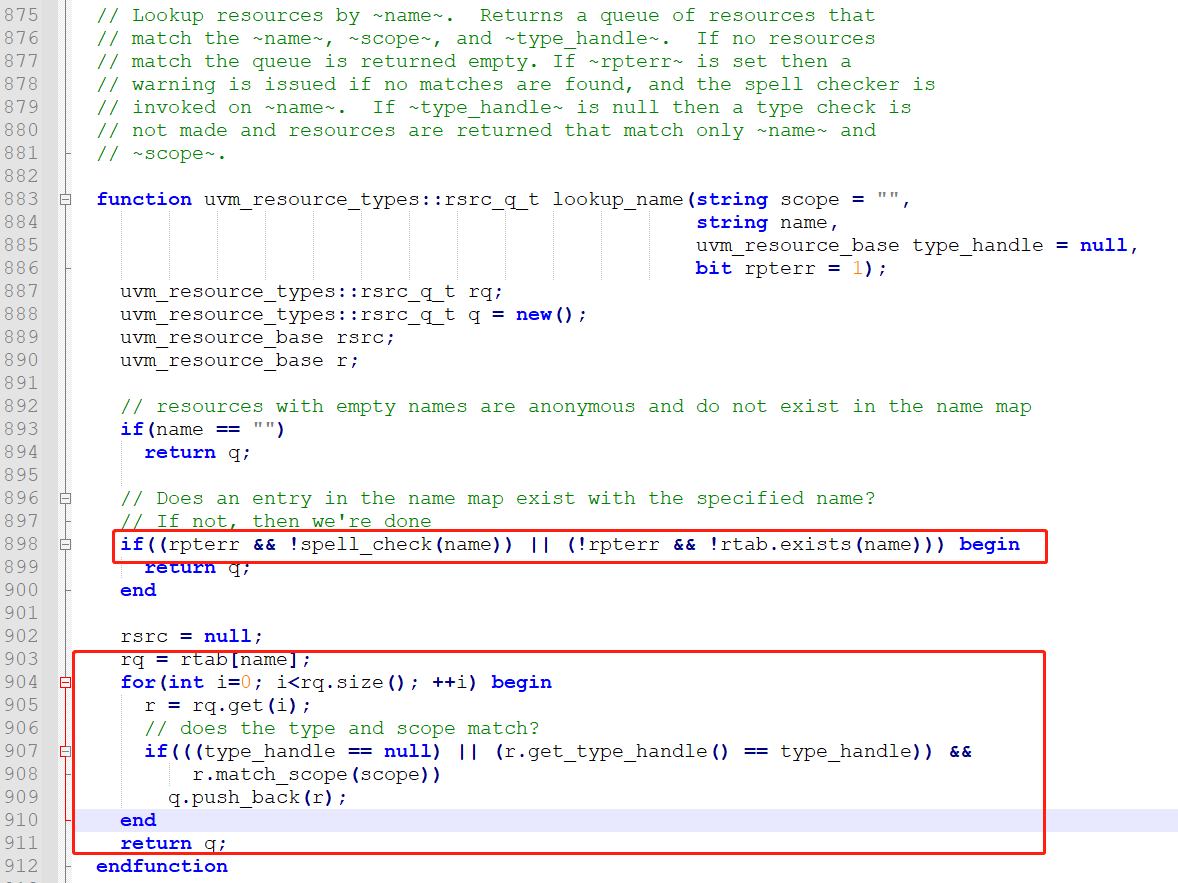 875 // Lookup resources by ~name~.  Returns a queue of resources that
876 // match the ~name~, ~scope~, and ~type_handle~.  If no resources
877 // match the queue is returned empty. If ~rpterr~ is set then a
878 // warning is issued if no matches are found, and the spell checker is
879 // invoked on ~name~.  If ~type_handle~ is null then a type check is
880 // not made and resources are returned that match only ~name~ and
881 // ~scope~.
882
883 function uvm_resource_types::rsrc_q_t lookup_name(string scope = "",
884                                                   string name,
885                                                   uvm_resource_base type_handle = null,
886                                                   bit rpterr = 1);
887   uvm_resource_types::rsrc_q_t rq;
888   uvm_resource_types::rsrc_q_t q = new();
889   uvm_resource_base rsrc;
890   uvm_resource_base r;
891
892   // resources with empty names are anonymous and do not exist in the name map
893   if(name == "")
894     return q;
895
896   // Does an entry in the name map exist with the specified name?
897   // If not, then we're done
898   if((rpterr && !spell_check(name)) || (!rpterr && !rtab.exists(name))) begin
899     return q;
900   end
901
902   rsrc = null;
903   rq = rtab[name];
904   for(int i=0; i<rq.size(); ++i) begin
905     r = rq.get(i);
906     // does the type and scope match?
907     if(((type_handle == null) || (r.get_type_handle() == type_handle)) &&
908         r.match_scope(scope))
909       q.push_back(r);
910   end
911   return q;
912 endfunction